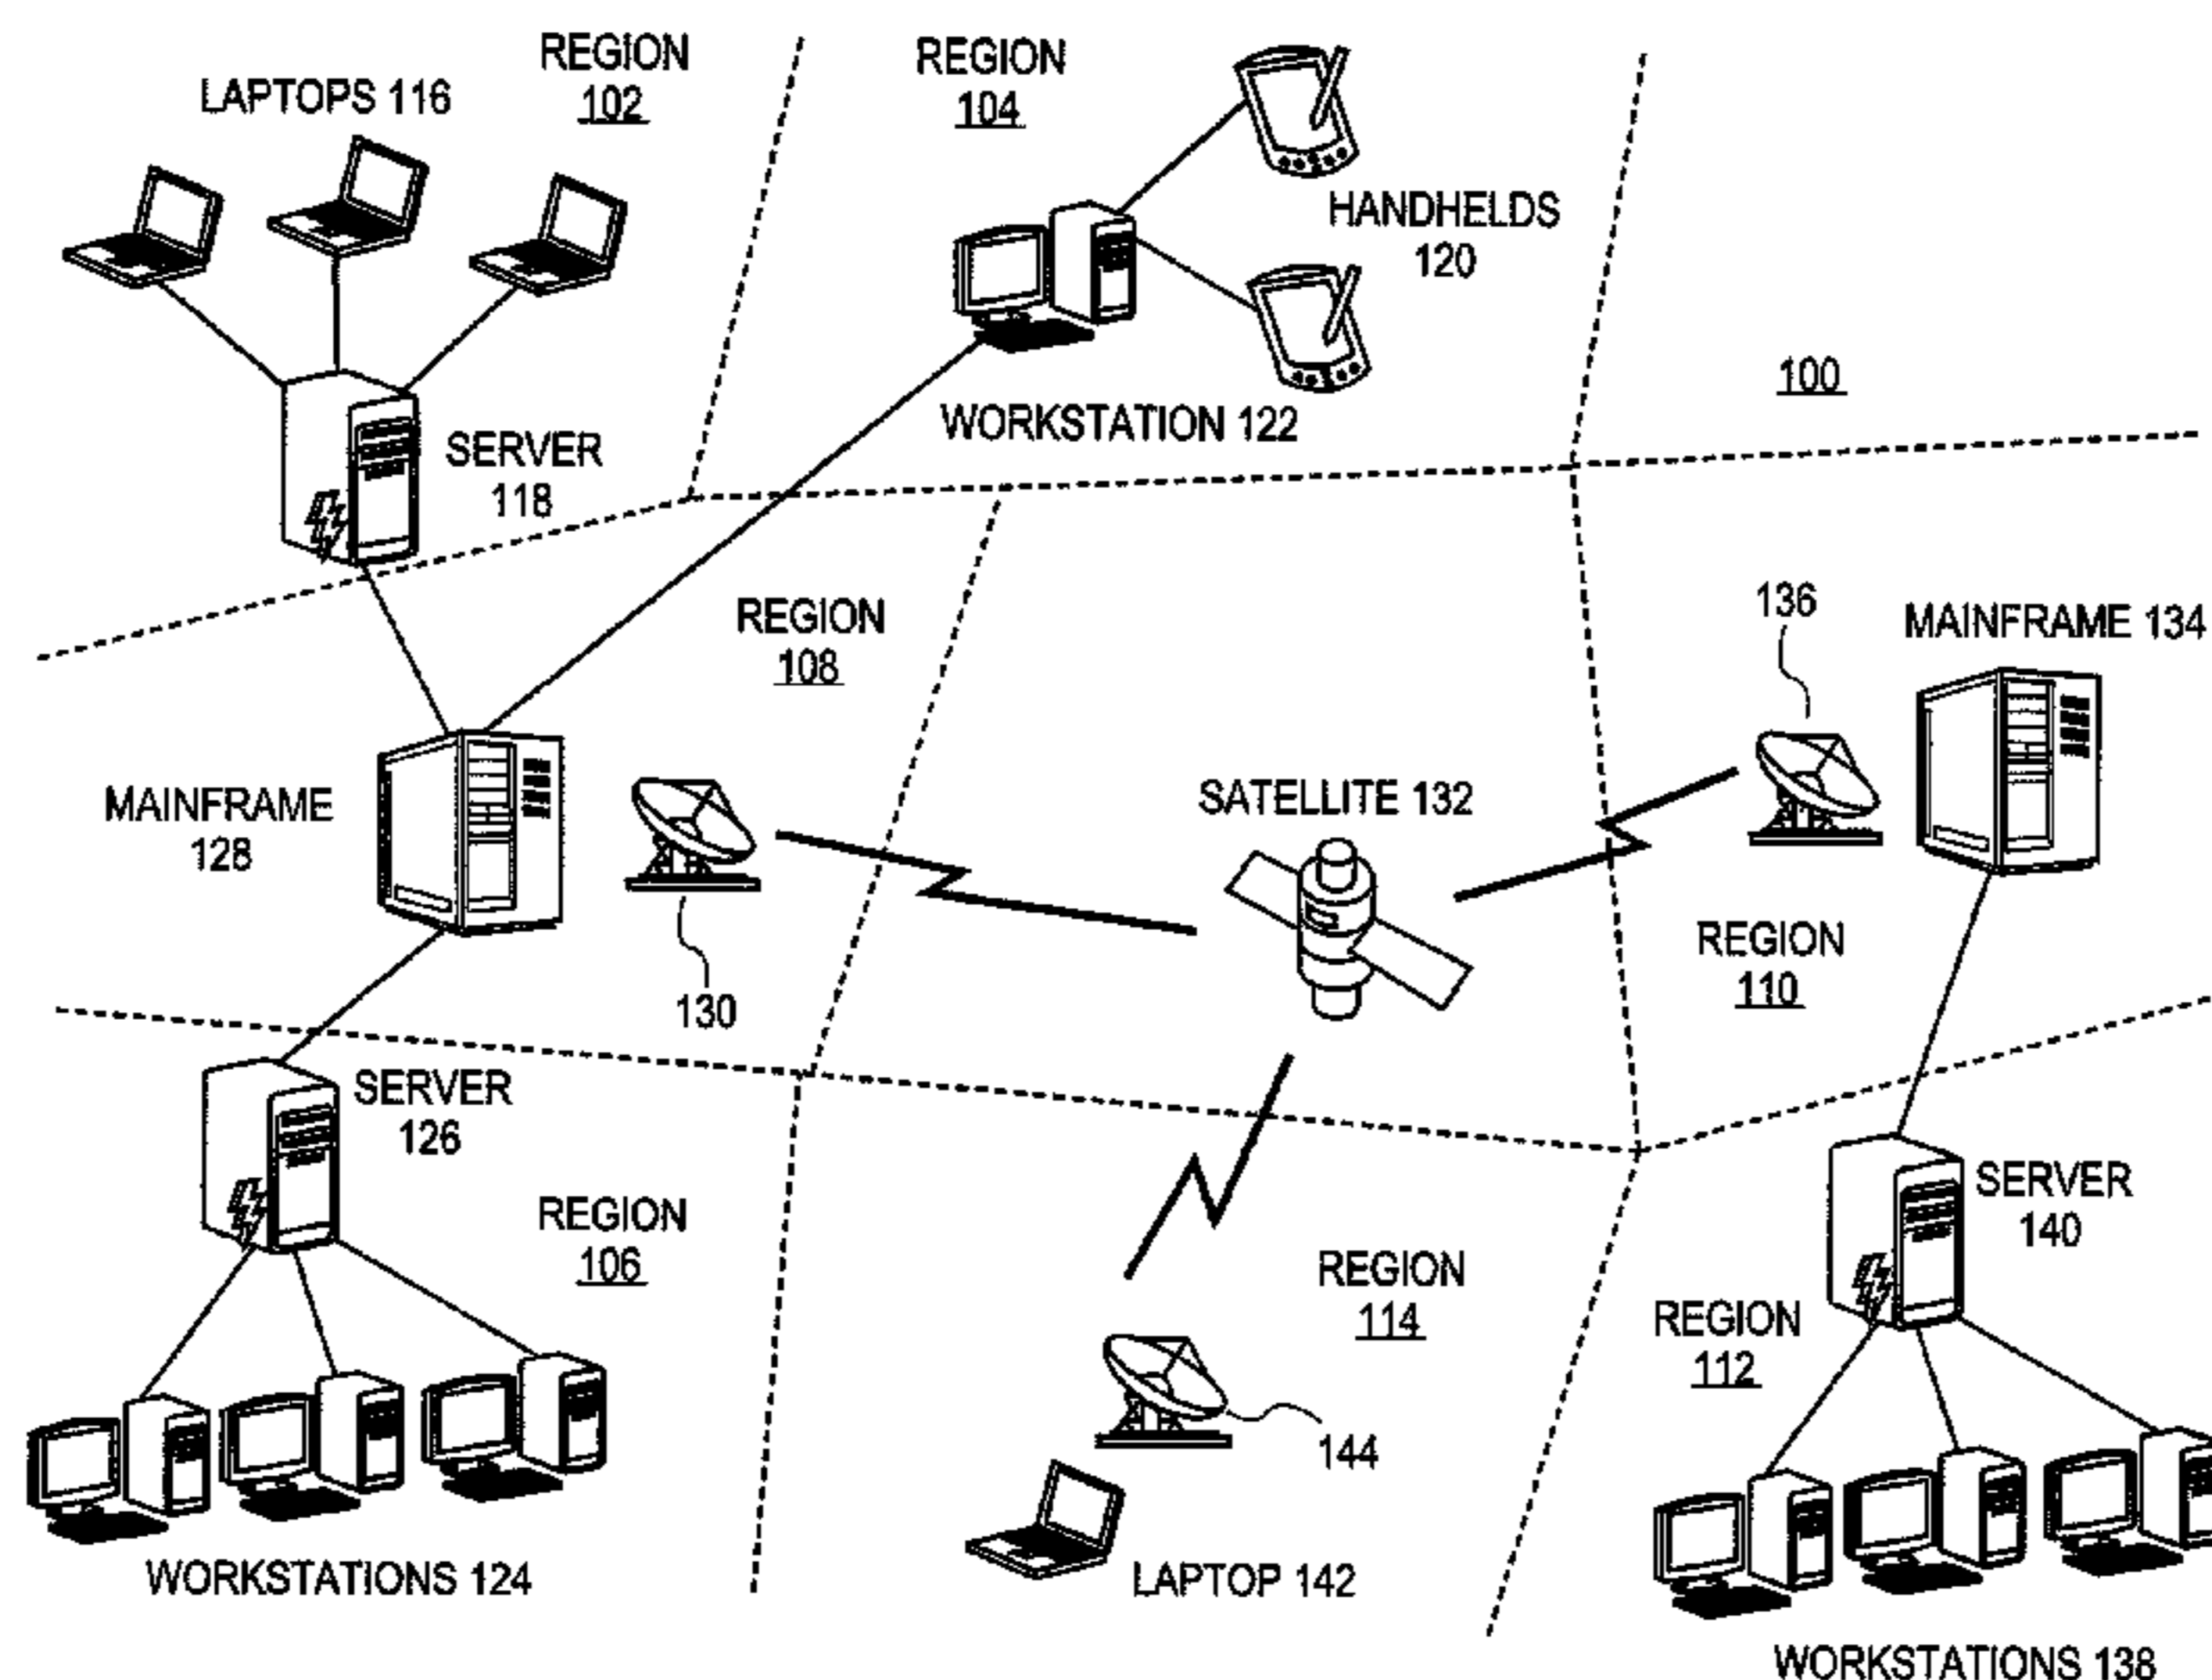 LAPTOPS 116
REGION
102
REGION
104
HANDHELDS
120
100
WORKSTATION 122
SERVER
118
REGION
108
136
MAINFRAME 134
MAINFRAME
128
SATELLITE 132
130
REGION
110
SERVER
126
REGION
106
REGION
114
SERVER
140
REGION
112
144
WORKSTATIONS 124
LAPTOP 142
WORKSTATIONS 138